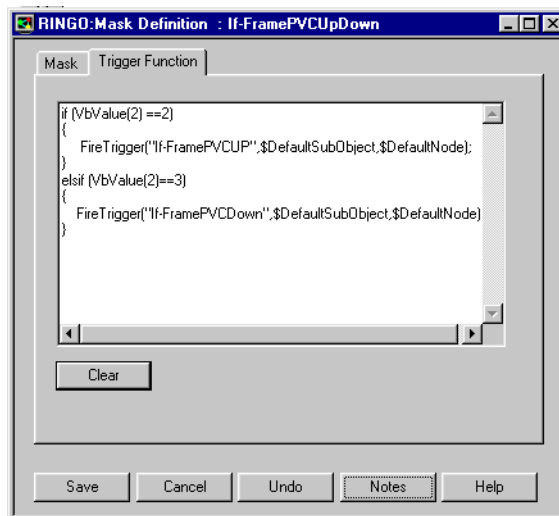 RINGO:Mask Definition : If-FramePVCUpDown
Mask
Trigger Function
if (VbValue(2) ==2)
{
FireTrigger("If-FramePVCUP",$DefaultSubObject,$DefaultNode);
}
elsif (VbValue(2)==3)
{
FireTrigger("If-FramePVCDown",$DefaultSubObject,$DefaultNode)
}
Clear
Save
Cancel
Undo
Notes
Help